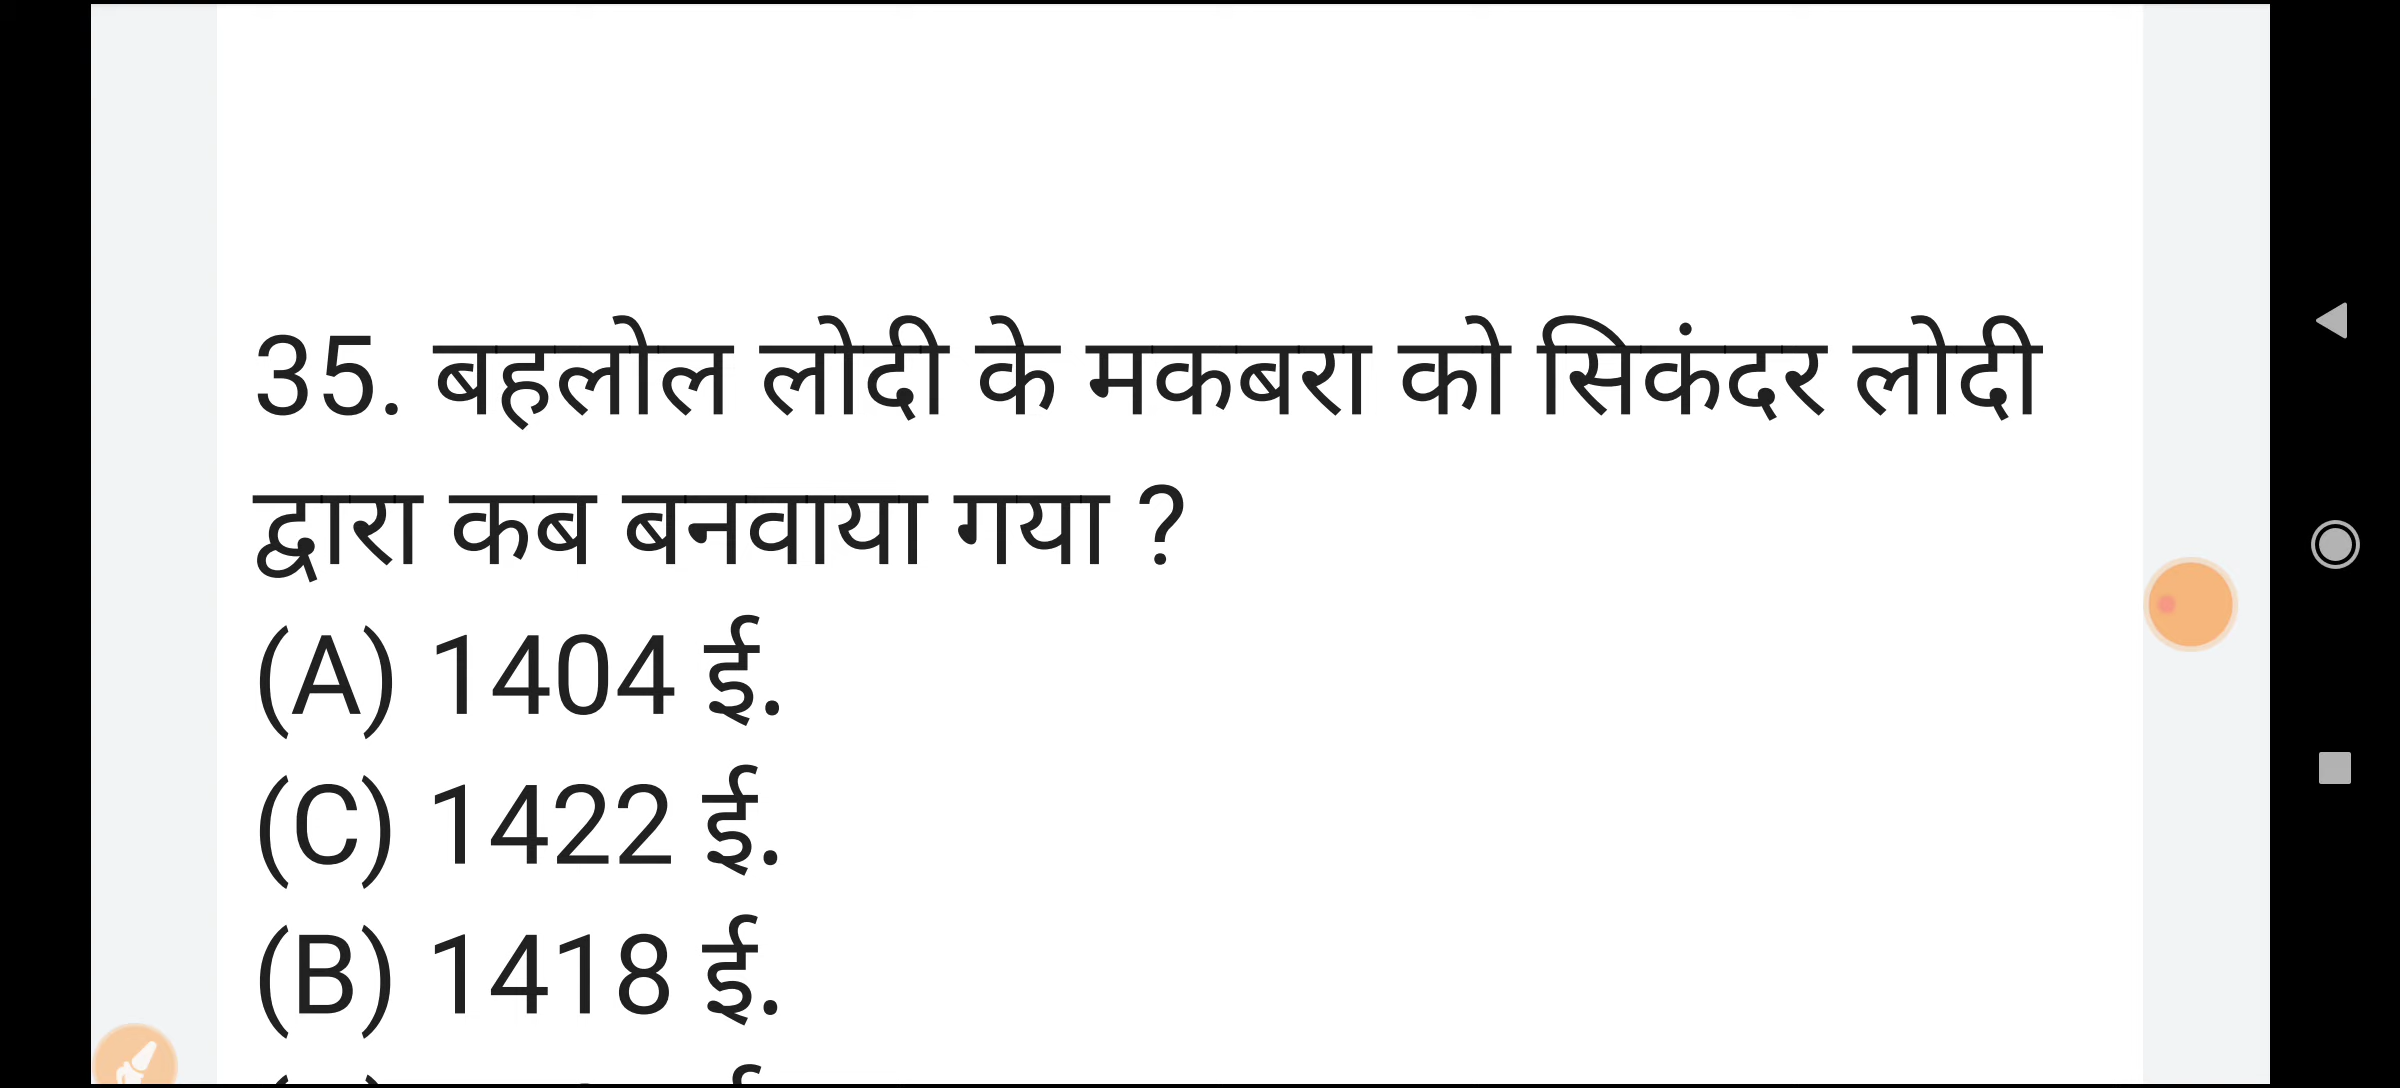 35. बहलोल लोदी के मकबरा को सिकंदर लोदी
द्वारा कब बनवाया गया ?
(A) 1404 ई.
(C) 1422 ई.
(B) 1418 ई.